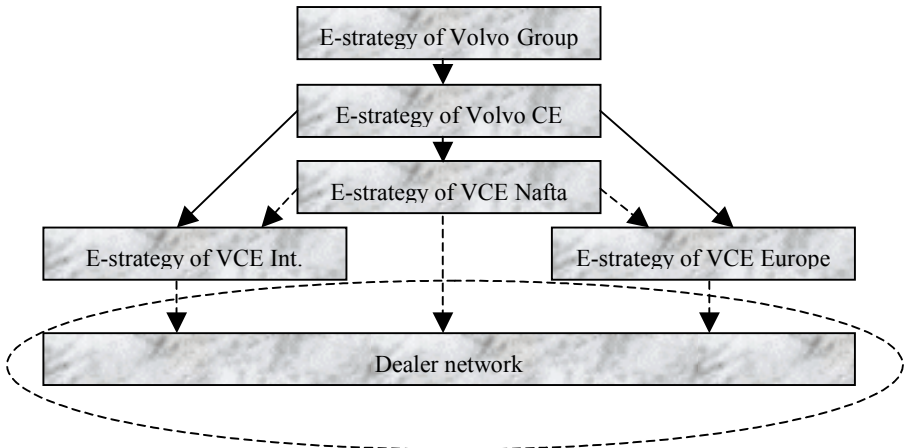 E-strategy of Volvo Group
E-strategy of Volvo CE
E-strategy of VCE Nafta
E-strategy of VCE Int.
E-strategy of VCE Europe
Dealer network